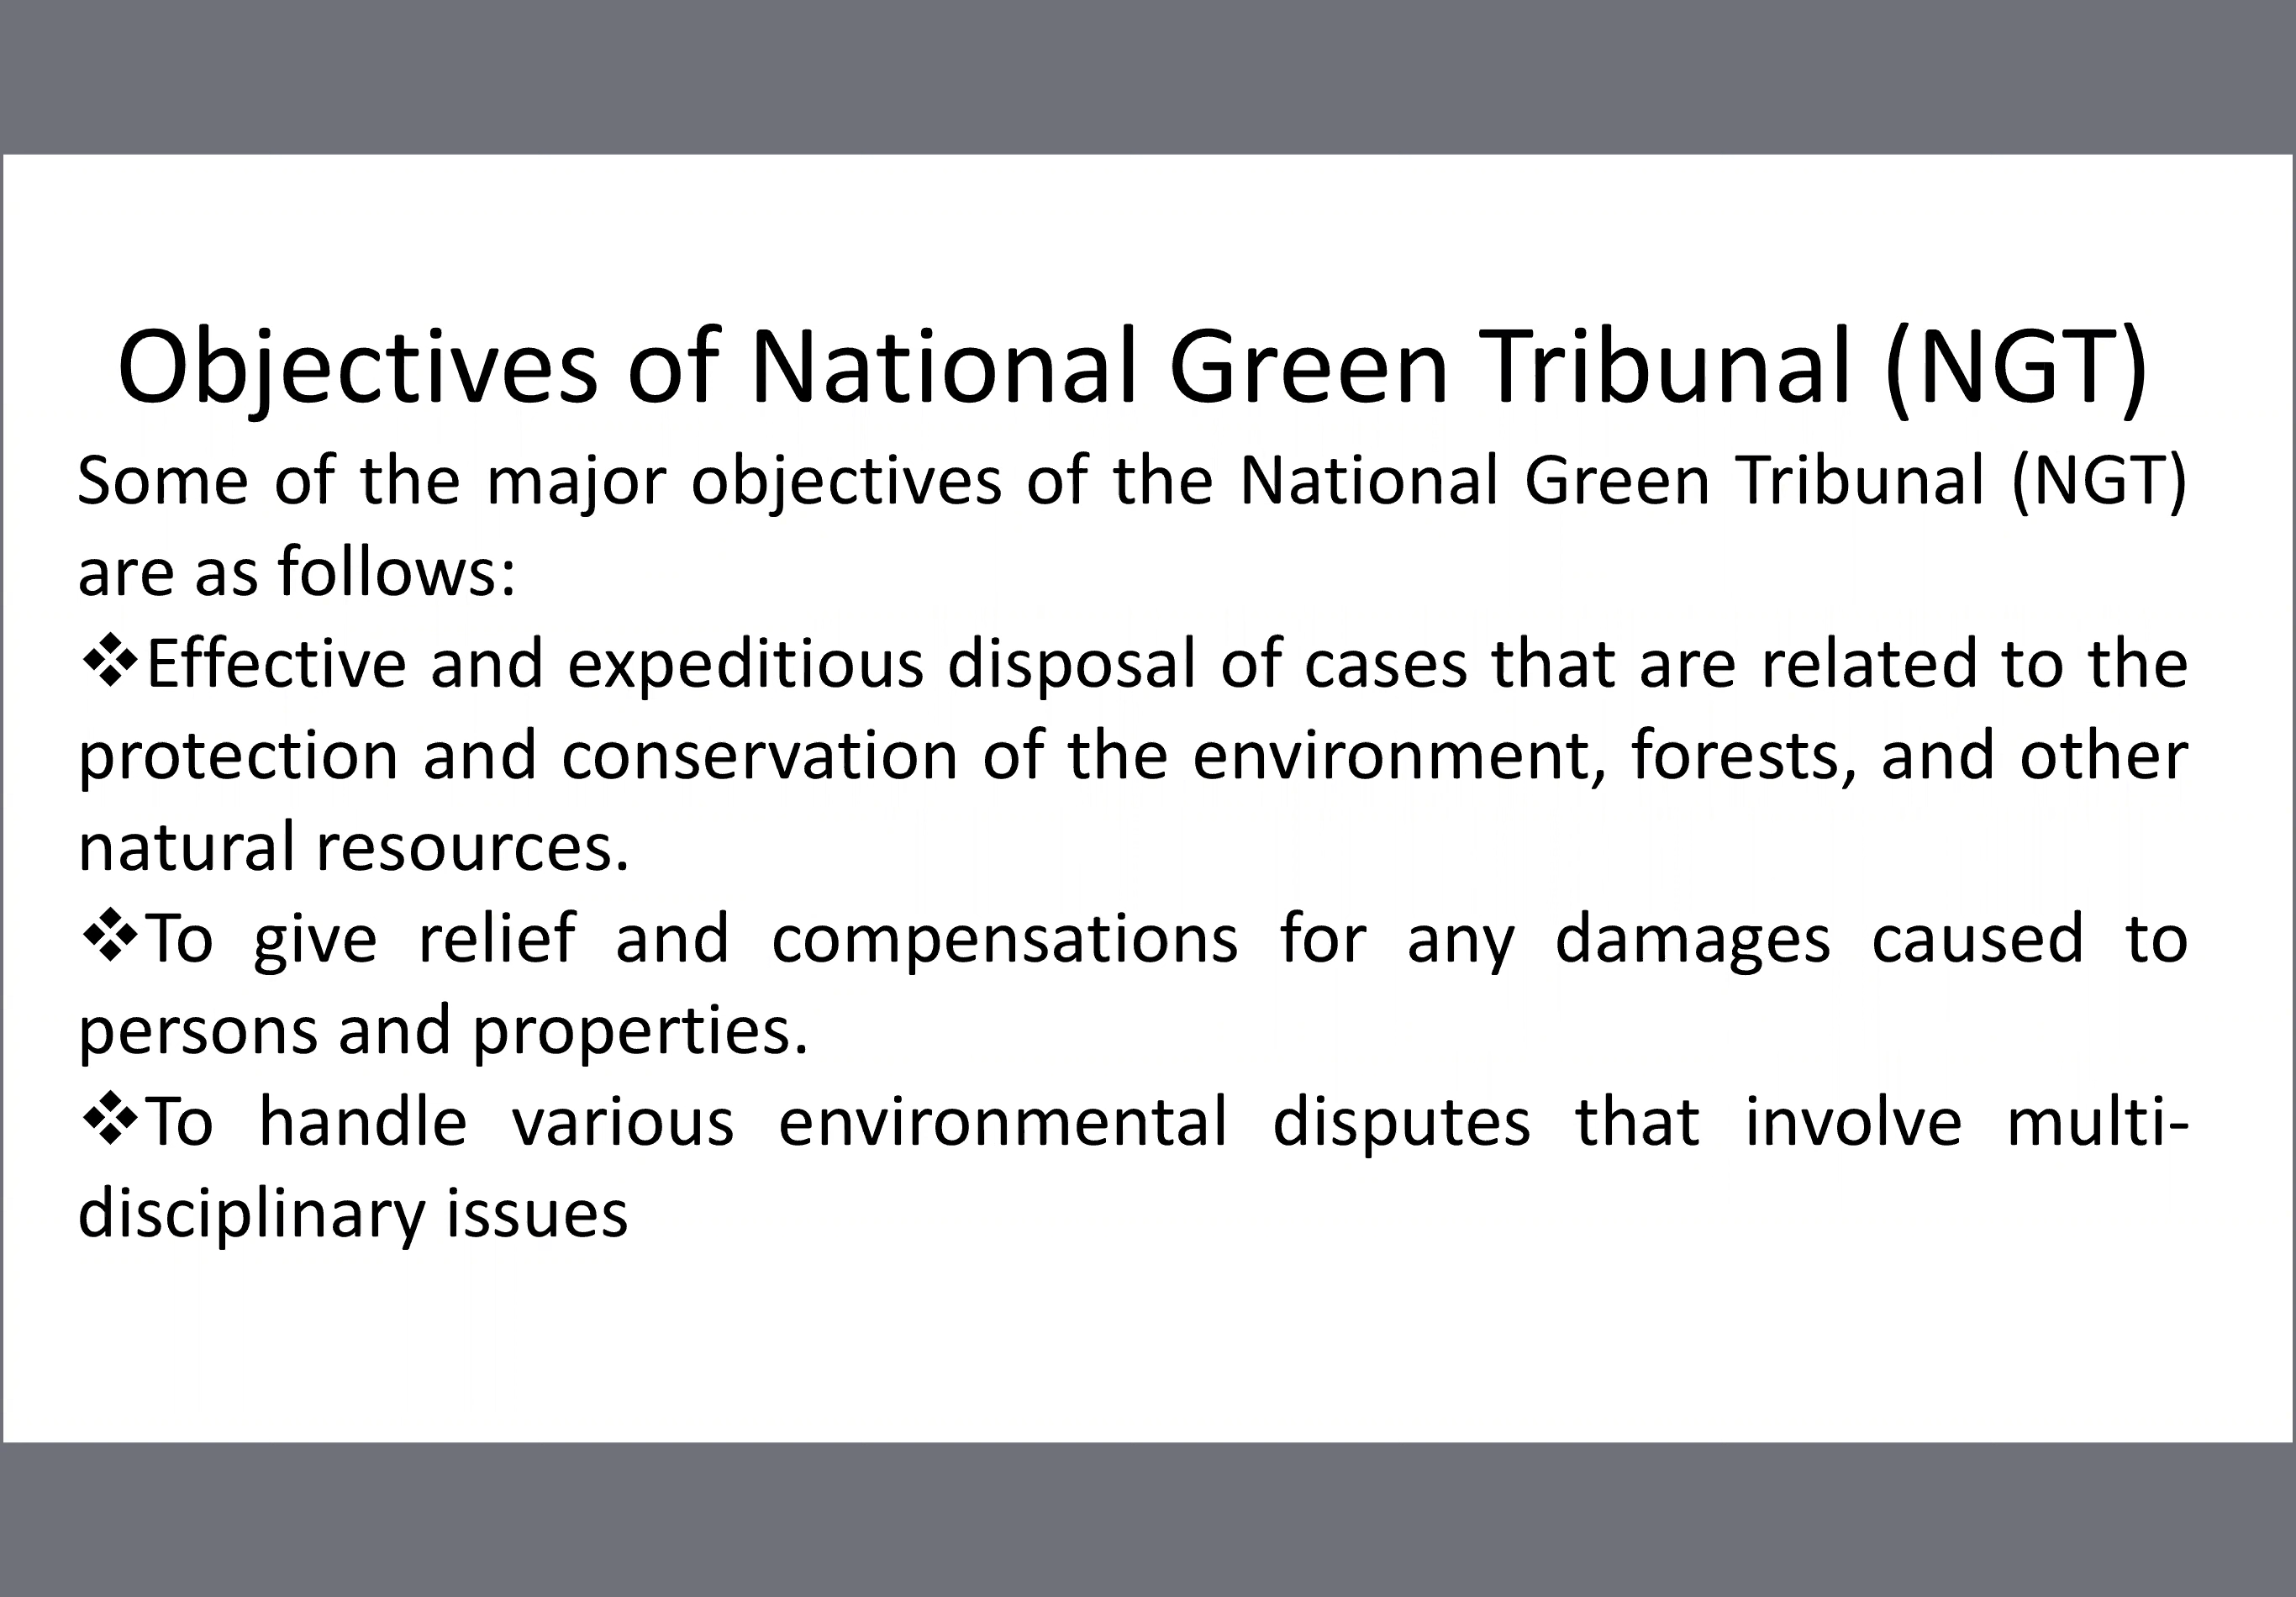 Objectives of National Green Tribunal (NGT)
Some of the major objectives of the National Green Tribunal (NGT)
are as follows:
❖Effective and expeditious disposal of cases that are related to the
protection and conservation of the environment, forests, and other
natural resources.
❖To give relief and compensations for any damages caused to
persons and properties.
❖To handle various environmental disputes that involve multi-
disciplinary issues